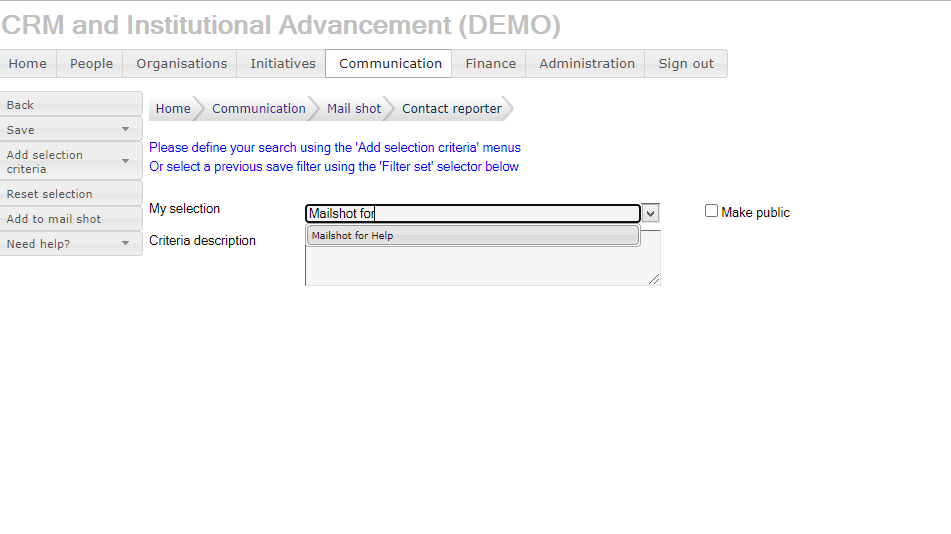 CRM and Institutional Advancement (DEMO)
Home People Organisations Initiatives Communication Finance Administration Sign out
Back
Save
Add selection
criteria
Reset selection
Add to mail shot
Need help?
Home Communication Mail shot Contact reporter
Please define your search using the 'Add selection criteria' menus
Or select a previous save filter using the 'Filter set' selector below
My selection Mailshot for Make public
Mailshot for Help
Criteria description